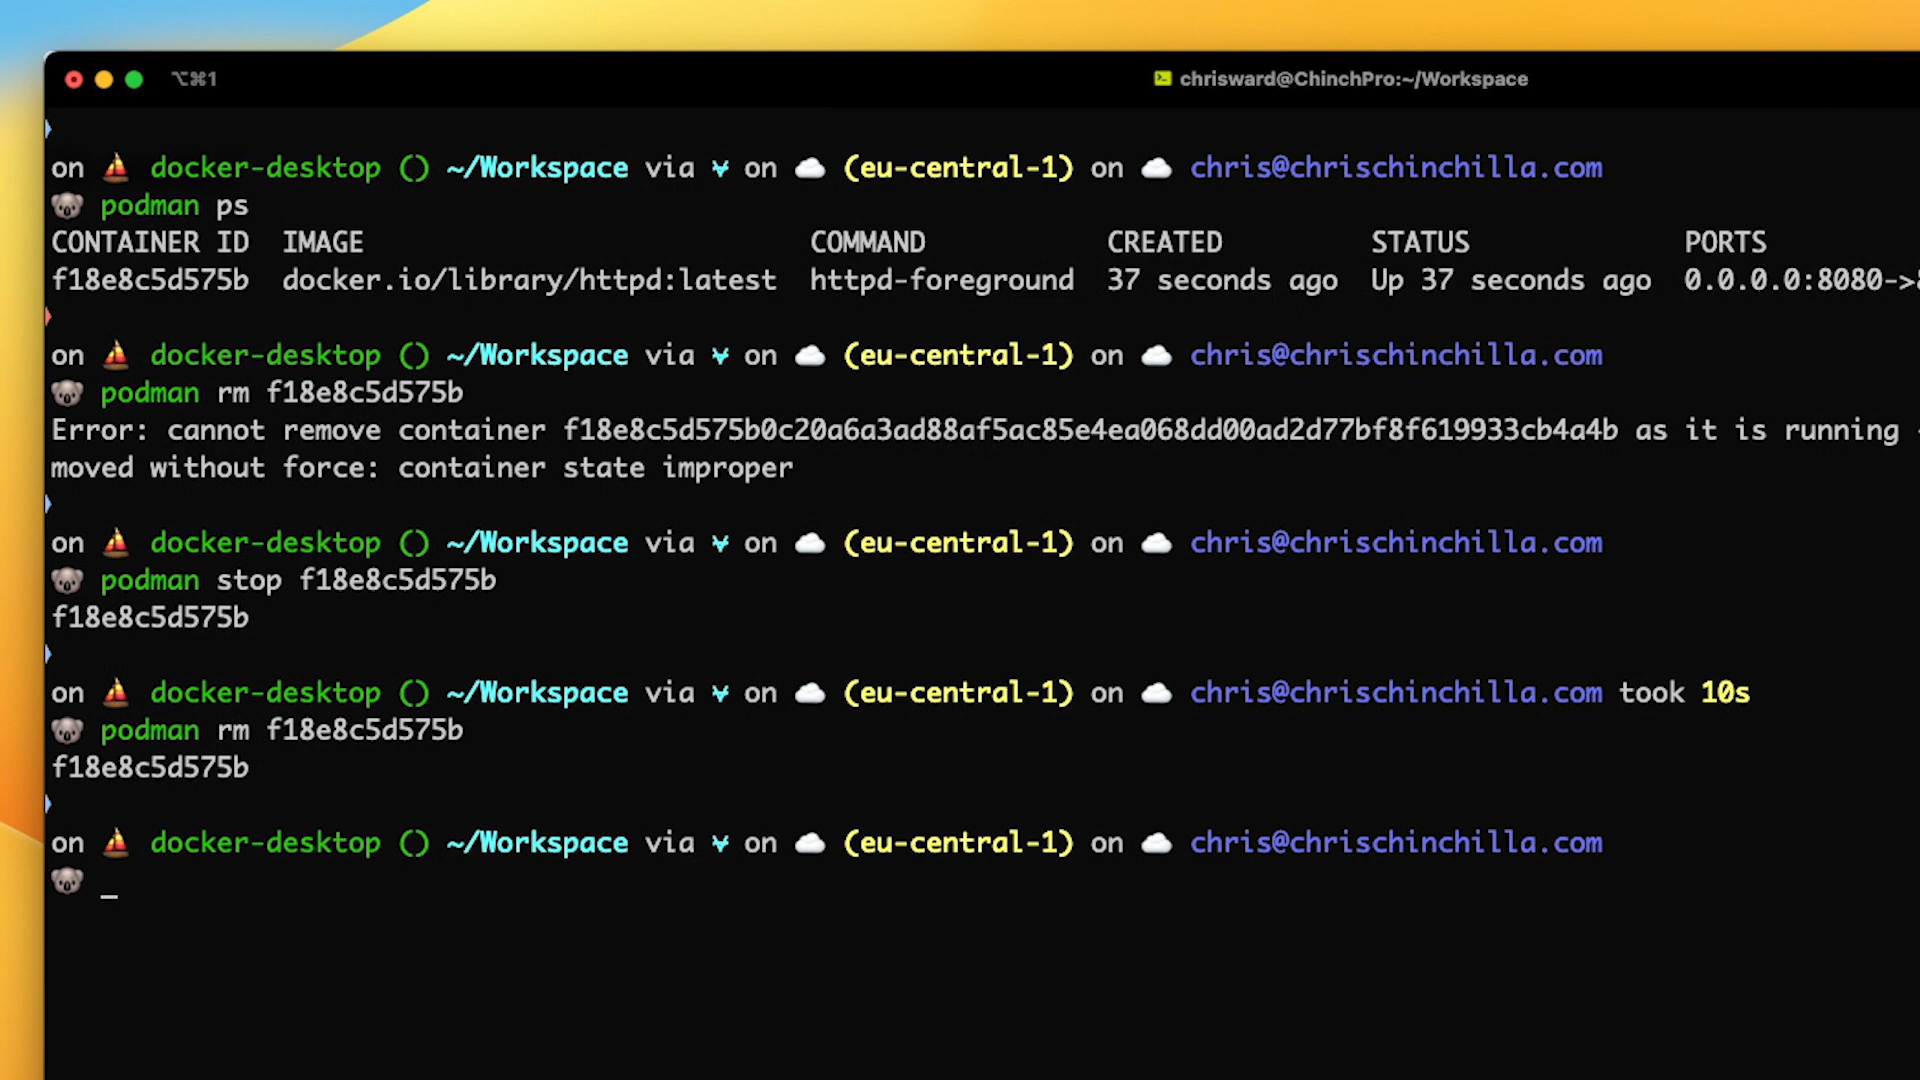 ⌥⌘1
chrisward@ChinchPro:~/Workspace
on docker-desktop () ~/Workspace via on (eu-central-1) on chris@chrischinchilla.com
podman ps
CONTAINER ID IMAGE COMMAND CREATED STATUS PORTS
f18e8c5d575b docker.io/library/httpd:latest httpd-foreground 37 seconds ago Up 37 seconds ago 0.0.0.0:8080->
on docker-desktop () ~/Workspace via on (eu-central-1) on chris@chrischinchilla.com
podman rm f18e8c5d575b
Error: cannot remove container f18e8c5d575b0c20a6a3ad88af5ac85e4ea068dd00ad2d77bf8f619933cb4a4b as it is running
moved without force: container state improper
on docker-desktop () ~/Workspace via on (eu-central-1) on chris@chrischinchilla.com
podman stop f18e8c5d575b
f18e8c5d575b
on docker-desktop () ~/Workspace via on (eu-central-1) on chris@chrischinchilla.com took 10s
podman rm f18e8c5d575b
f18e8c5d575b
on docker-desktop () ~/Workspace via on (eu-central-1) on chris@chrischinchilla.com
_